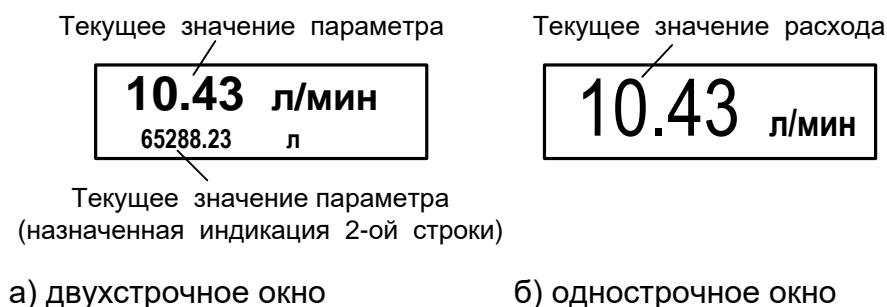 Текущее значение параметра
10.43 л/мин
65288.23 л
Текущее значение параметра
(назначенная индикация 2-ой строки)
а) двухстрочное окно
Текущее значение расхода
10.43 л/мин
б) однострочное окно